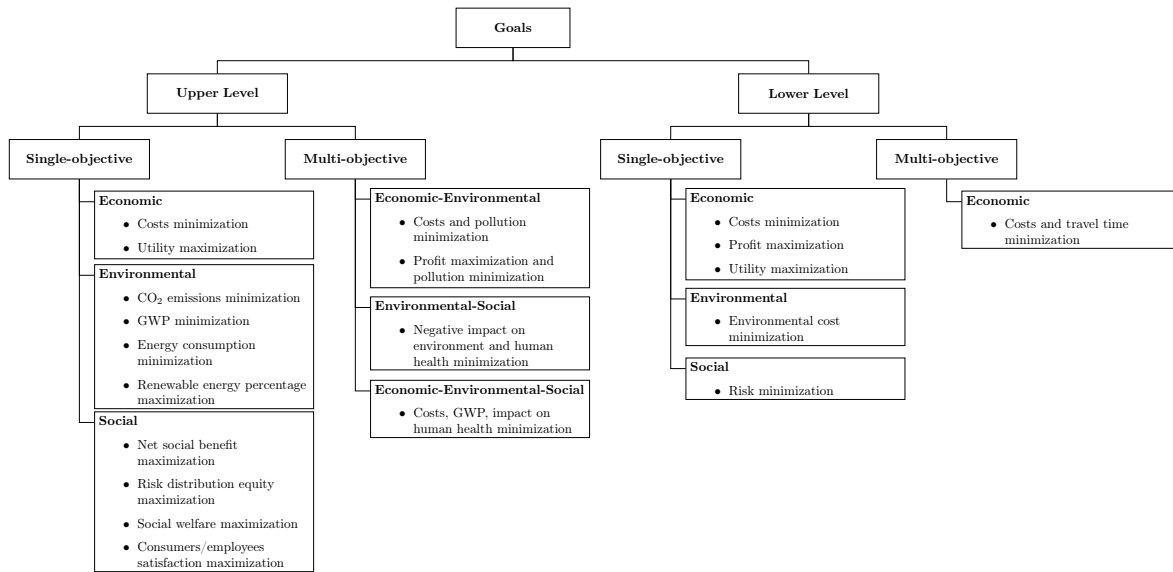 Goals
Upper Level
Lower Level
Single-objective
Multi-objective
Single-objective
Multi-objective
Economic
• Costs minimization
• Utility maximization
Environmental
• CO₂ emissions minimization
• GWP minimization
• Energy consumption
minimization
• Renewable energy percentage
maximization
Social
• Net social benefit
maximization
• Risk distribution equity
maximization
• Social welfare maximization
• Consumers/employees
satisfaction maximization
Economic-Environmental
• Costs and pollution
minimization
• Profit maximization and
pollution minimization
Environmental-Social
• Negative impact on
environment and human
health minimization
Economic-Environmental-Social
• Costs, GWP, impact on
human health minimization
Economic
• Costs minimization
• Profit maximization
• Utility maximization
Environmental
• Environmental cost
minimization
Social
• Risk minimization
Economic
• Costs and travel time
minimization